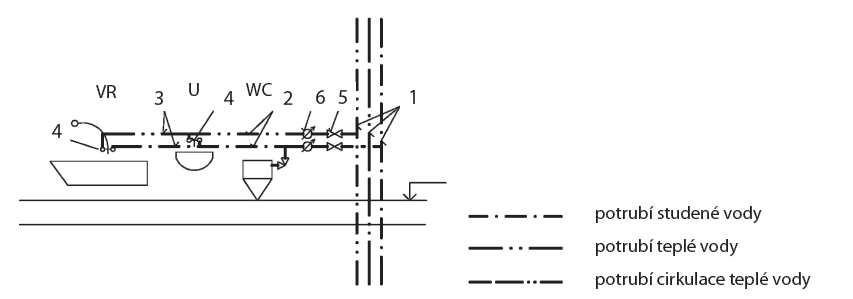 VR
U
WC
3
4
2
6
5
1
4
potrubí studené vody
potrubí teplé vody
potrubí cirkulace teplé vody